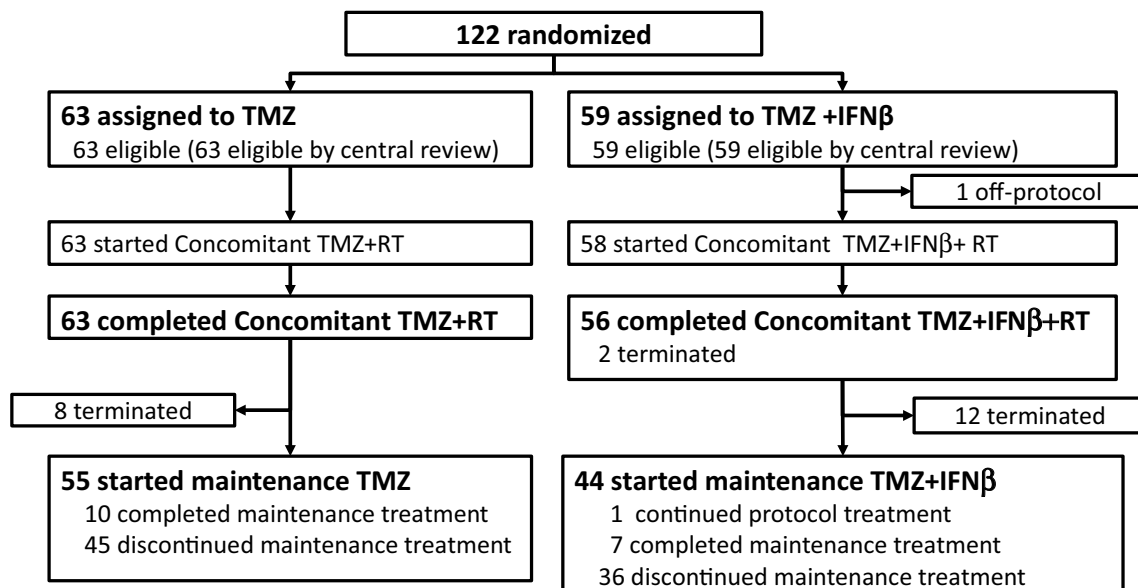 122 randomized
63 assigned to TMZ
63 eligible (63 eligible by central review)
59 assigned to TMZ +IFNβ
59 eligible (59 eligible by central review)
1 off-protocol
63 started Concomitant TMZ+RT
58 started Concomitant TMZ+IFNβ+ RT
63 completed Concomitant TMZ+RT
56 completed Concomitant TMZ+IFNβ+RT
2 terminated
8 terminated
12 terminated
55 started maintenance TMZ
10 completed maintenance treatment
45 discontinued maintenance treatment
44 started maintenance TMZ+IFNβ
1 continued protocol treatment
7 completed maintenance treatment
36 discontinued maintenance treatment